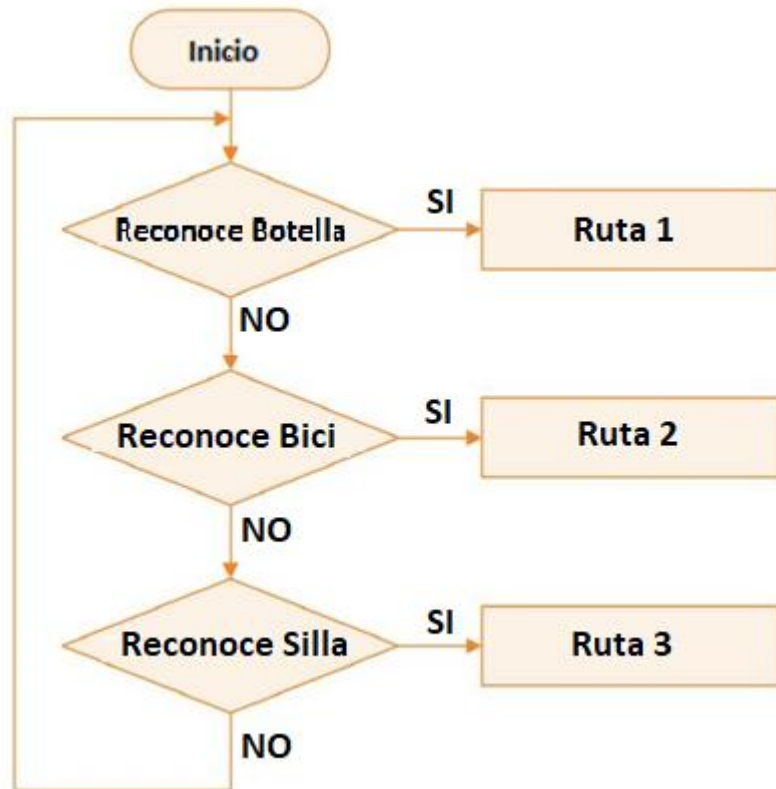 Inicio
Reconoce Botella
SI
Ruta 1
NO
Reconoce Bici
SI
Ruta 2
NO
Reconoce Silla
SI
Ruta 3
NO